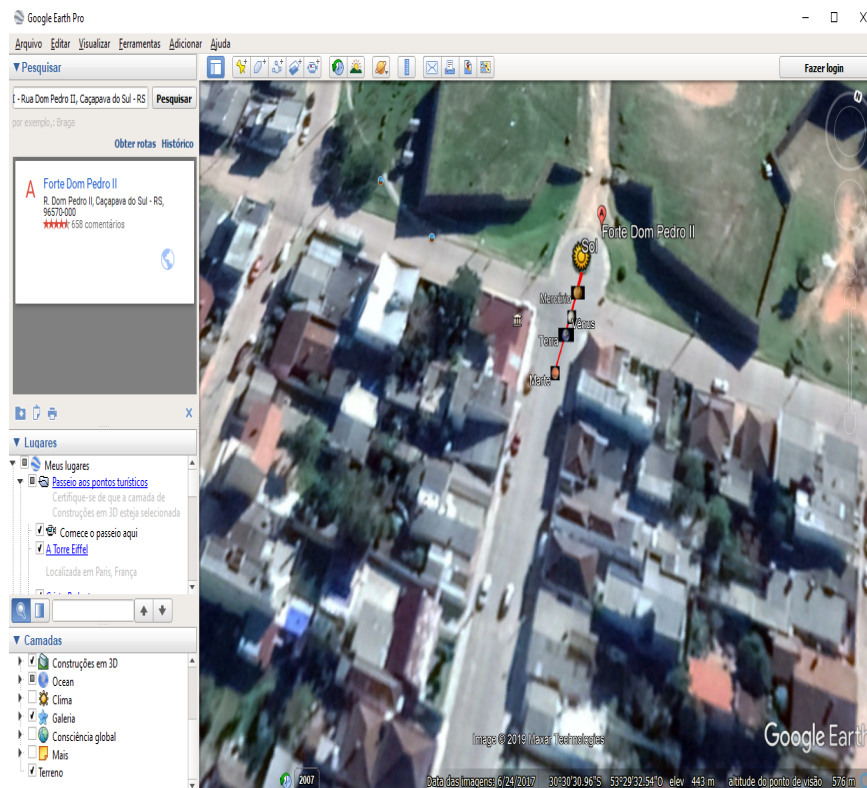 Google Earth Pro
Arquivo Editar Visualizar Ferramentas Adicionar Ajuda
Pesquisar
Fazer login
- Rua Dom Pedro II, Caçapava do Sul - RS Pesquisar
por exemplo,: Braga
Obter rotas Histórico
A Forte Dom Pedro II
R. Dom Pedro II, Caçapava do Sul - RS,
96570-000
658 comentários
Lugares
Meus lugares
Passeio aos pontos turísticos
Certifique-se de que a camada de
Construções em 3D esteja selecionada
Comece o passeio aqui
A Torre Eiffel
Localizada em Paris, França
Camadas
Construções em 3D
Ocean
Clima
Galeria
Consciência global
Mais
Terreno
N
A
Forte Dom Pedro II
Sol
Mercúrio
Vênus
Terra
Marte
Image © 2019 Maxar Technologies
Google Earth
2007
Data das imagens: 6/24/2017 30°30'30.96"S 53°29'32.54"O elev 443 m altitude do ponto de visão 576 m